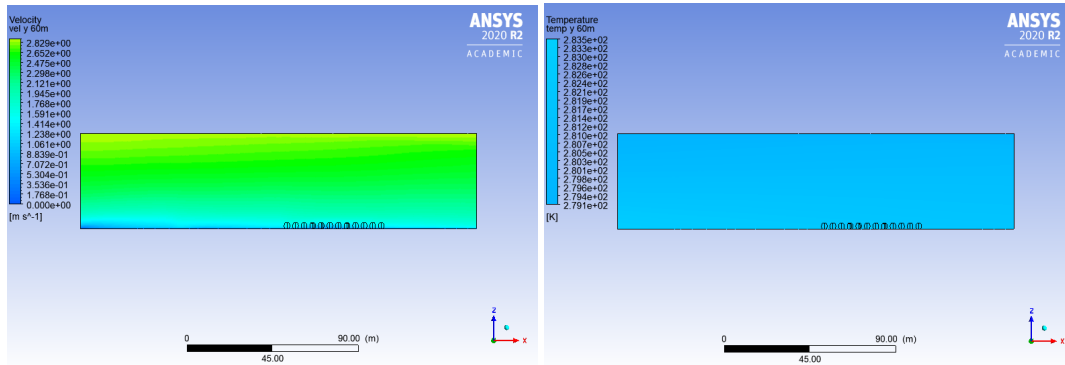 Velocity
vel y 60m
2.829e+00
2.652e+00
2.475e+00
2.298e+00
2.121e+00
1.945e+00
1.768e+00
1.591e+00
1.414e+00
1.238e+00
1.061e+00
8.839e-01
7.072e-01
5.304e-01
3.536e-01
1.768e-01
0.000e+00
[m s^-1]
ANSYS
2020 R2
ACADEMIC
0
90.00 (m)
45.00
z
x
Temperature
temp y 60m
2.835e+02
2.833e+02
2.830e+02
2.828e+02
2.826e+02
2.824e+02
2.821e+02
2.819e+02
2.817e+02
2.814e+02
2.812e+02
2.810e+02
2.807e+02
2.805e+02
2.803e+02
2.801e+02
2.798e+02
2.796e+02
2.794e+02
2.791e+02
[K]
ANSYS
2020 R2
ACADEMIC
0
90.00 (m)
45.00
z
x